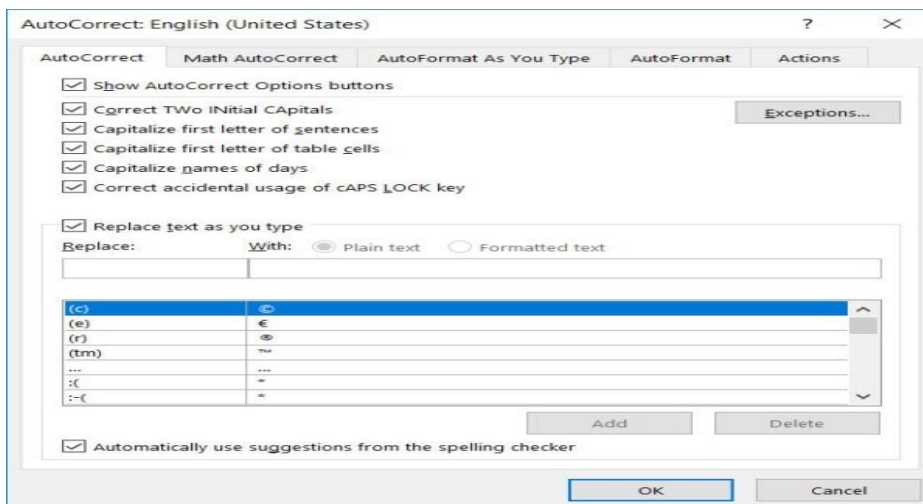 AutoCorrect: English (United States) ?
AutoCorrect Math AutoCorrect AutoFormat As You Type AutoFormat Actions
Show AutoCorrect Options buttons
Correct TWo INitial CApitals Exceptions...
Capitalize first letter of sentences
Capitalize first letter of table cells
Capitalize names of days
Correct accidental usage of cAPS LOCK key
Replace text as you type
Replace: With: Plain text Formatted text
(c) ©
(e) €
(r) ®
(tm) ™
... ...
:(
:-(
Add Delete
Automatically use suggestions from the spelling checker
OK Cancel